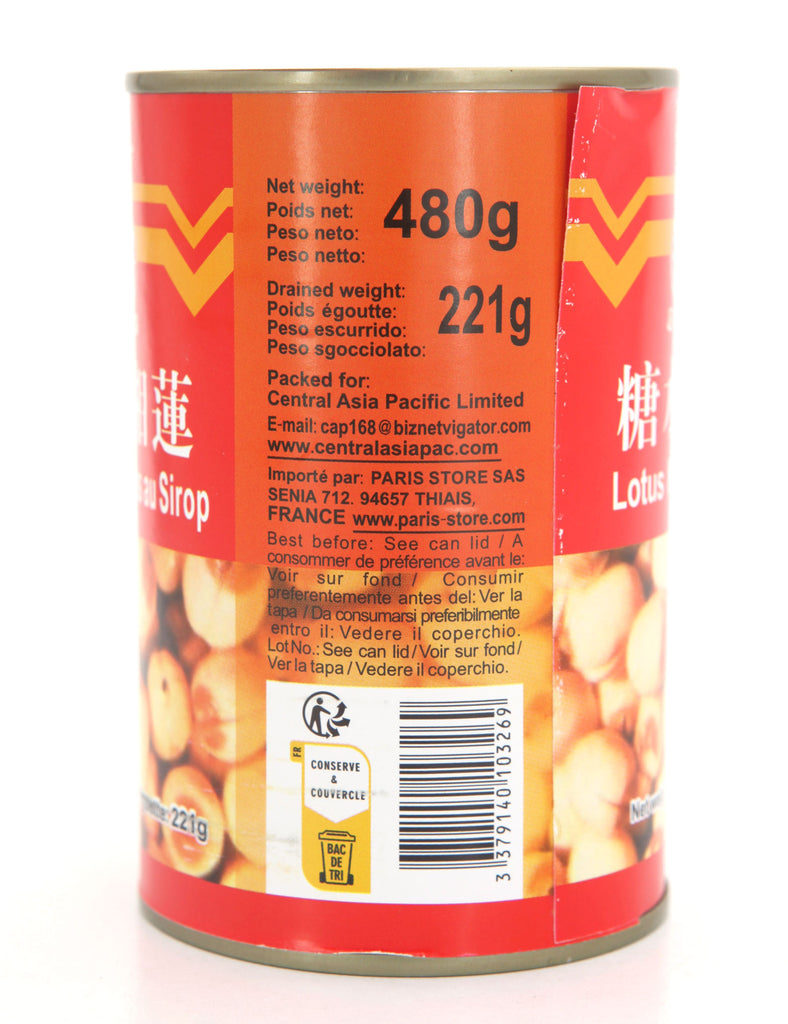 Net weight:
Poids net:
Peso neto:
Peso netto:
480g
Drained weight:
Poids égoutte:
Peso escurrido:
Peso sgocciolato:
221g
Packed for:
Central Asia Pacific Limited
E-mail: cap168@biznetvigator.com
www.centralasiapac.com
Importé par: PARIS STORE SAS
SENIA 712. 94657 THIAIS,
FRANCE www.paris-store.com
Best before: See can lid / A
consommer de préférence avant le:
Voir sur fond / Consumir
preferentemente antes del: Ver la
tapa / Da consumarsi preferibilmente
entro il: Vedere il coperchio.
Lot No.: See can lid / Voir sur fond /
Ver la tapa / Vedere il coperchio.
FR
CONSERVE
&
COUVERCLE
BAC
DE
TRI
3 379140 103269
蓮
au Sirop
221g
糖
Lotus
Net